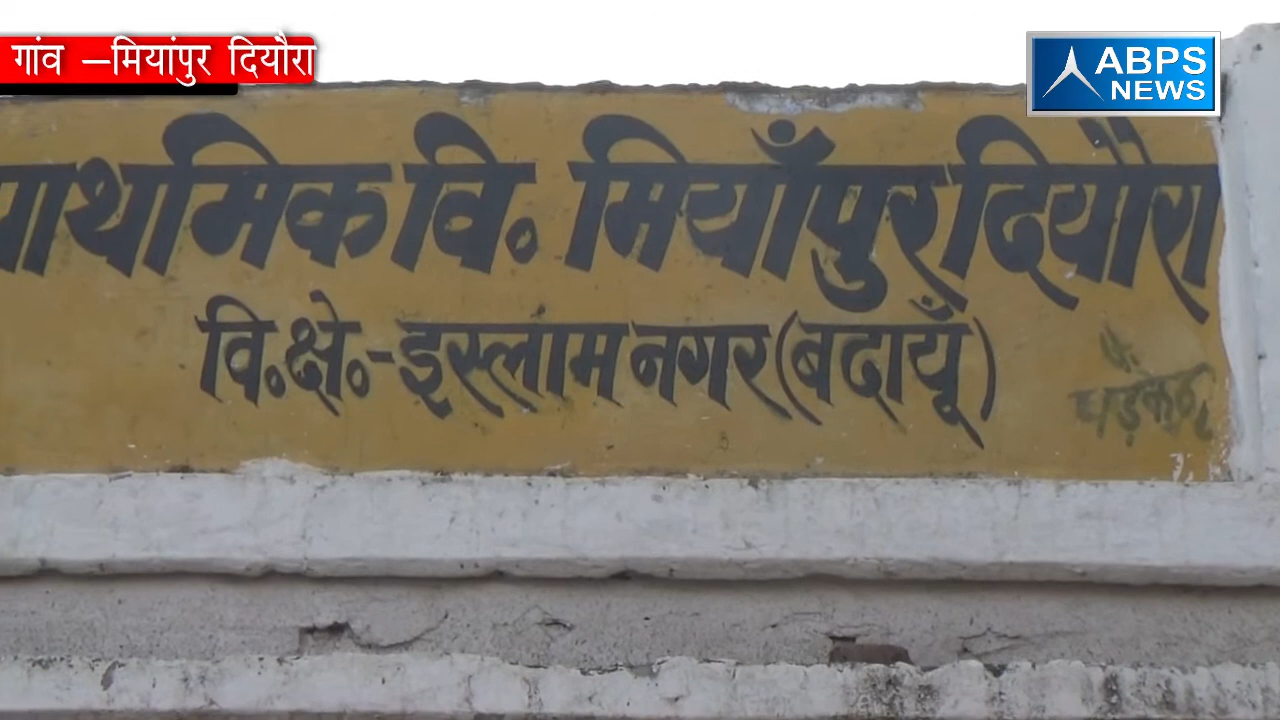 गांव –मियांपुर दियौरा
ABPS
NEWS
प्राथमिक वि. मियाँपुर दियौरा
वि.क्षे.-इस्लाम नगर (बदायूँ)